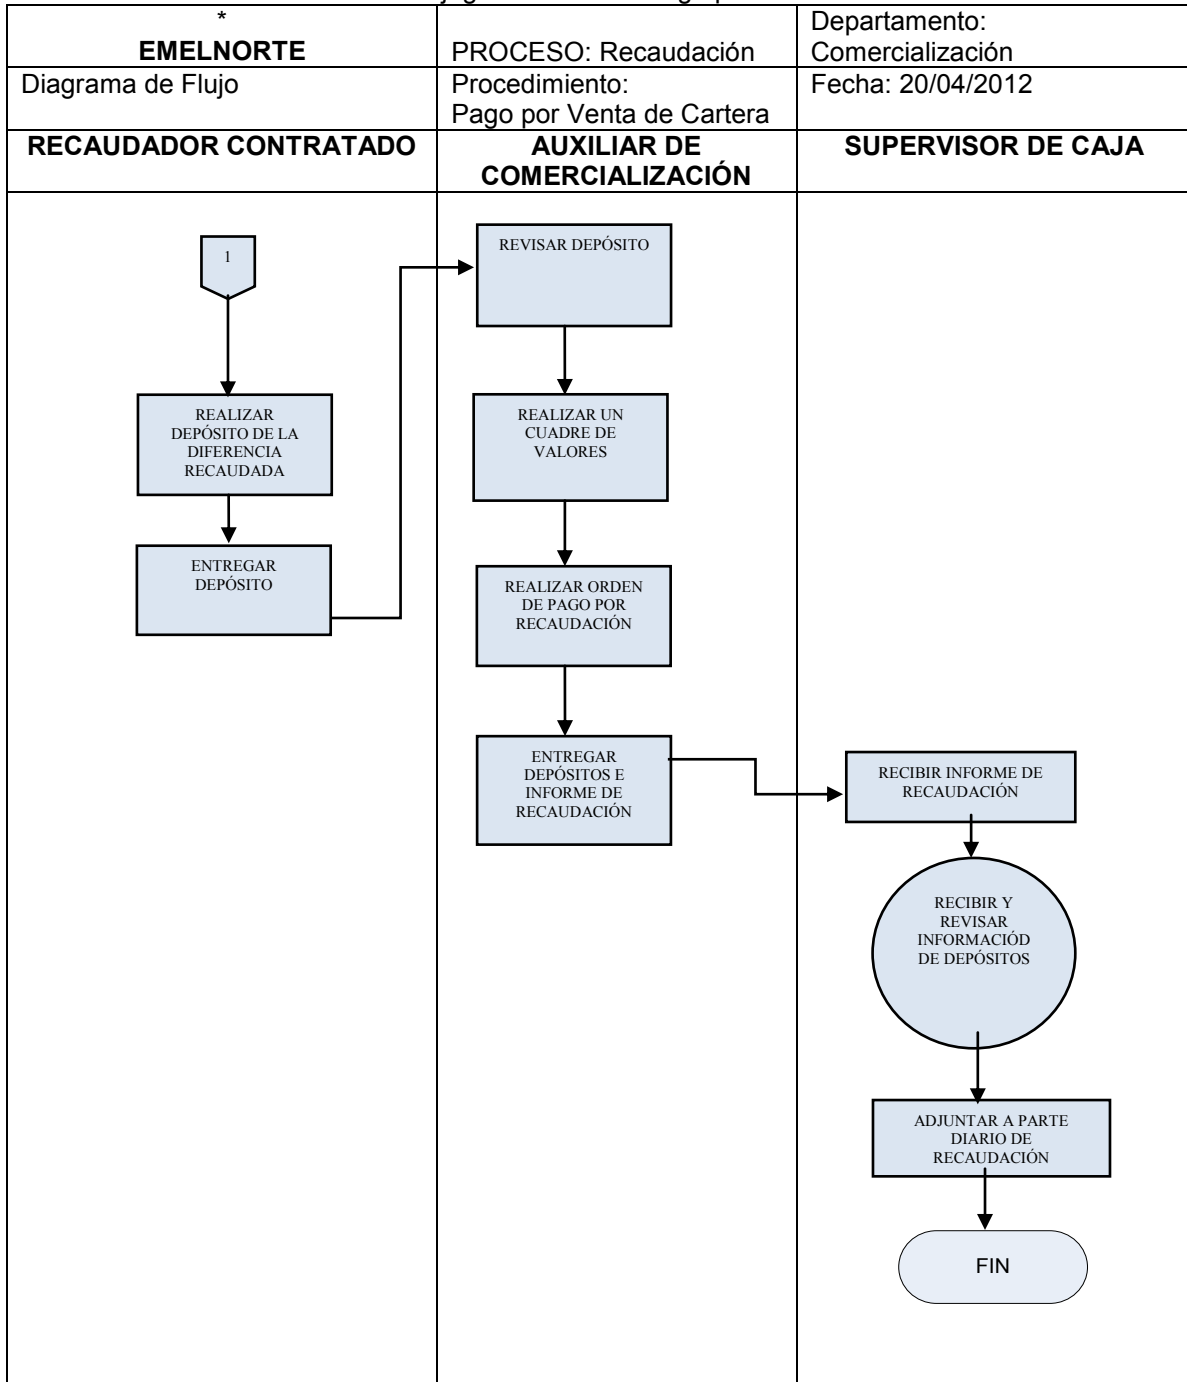 *
EMELNORTE
PROCESO: Recaudación
Departamento:
Comercialización
Diagrama de Flujo
Procedimiento:
Pago por Venta de Cartera
Fecha: 20/04/2012
RECAUDADOR CONTRATADO
AUXILIAR DE
COMERCIALIZACIÓN
SUPERVISOR DE CAJA
1
REALIZAR
DEPÓSITO DE LA
DIFERENCIA
RECAUDADA
ENTREGAR
DEPÓSITO
REVISAR DEPÓSITO
REALIZAR UN
CUADRE DE
VALORES
REALIZAR ORDEN
DE PAGO POR
RECAUDACIÓN
ENTREGAR
DEPÓSITOS E
INFORME DE
RECAUDACIÓN
RECIBIR INFORME DE
RECAUDACIÓN
RECIBIR Y
REVISAR
INFORMACIÓD
DE DEPÓSITOS
ADJUNTAR A PARTE
DIARIO DE
RECAUDACIÓN
FIN